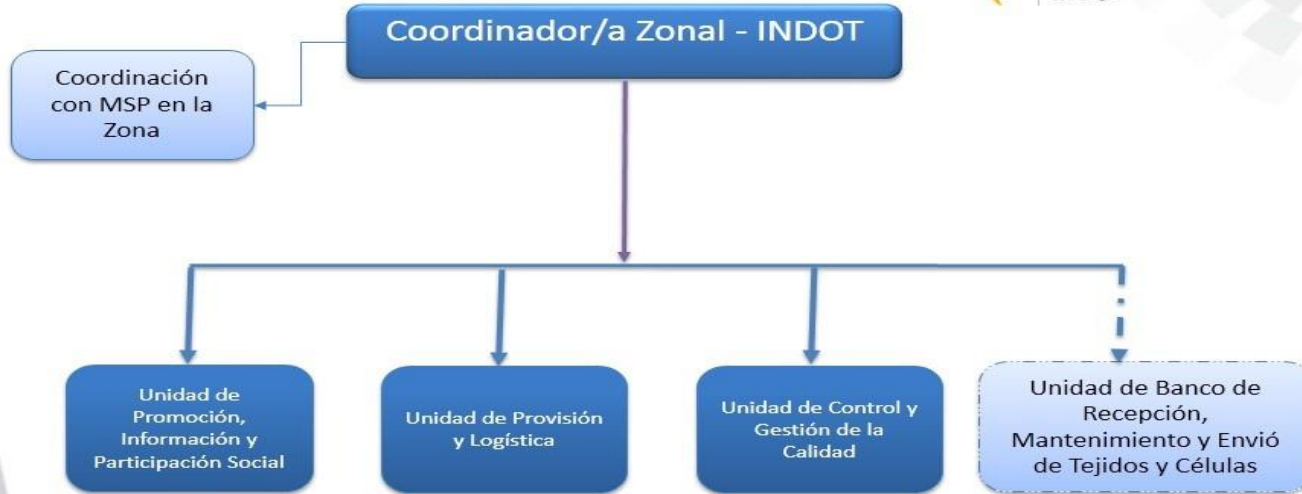 Coordinador/a Zonal - INDOT
Coordinación
con MSP en la
Zona
Unidad de
Promoción,
Información y
Participación Social
Unidad de Provisión
y Logística
Unidad de Control y
Gestión de la
Calidad
Unidad de Banco de
Recepción,
Mantenimiento y Envió
de Tejidos y Células